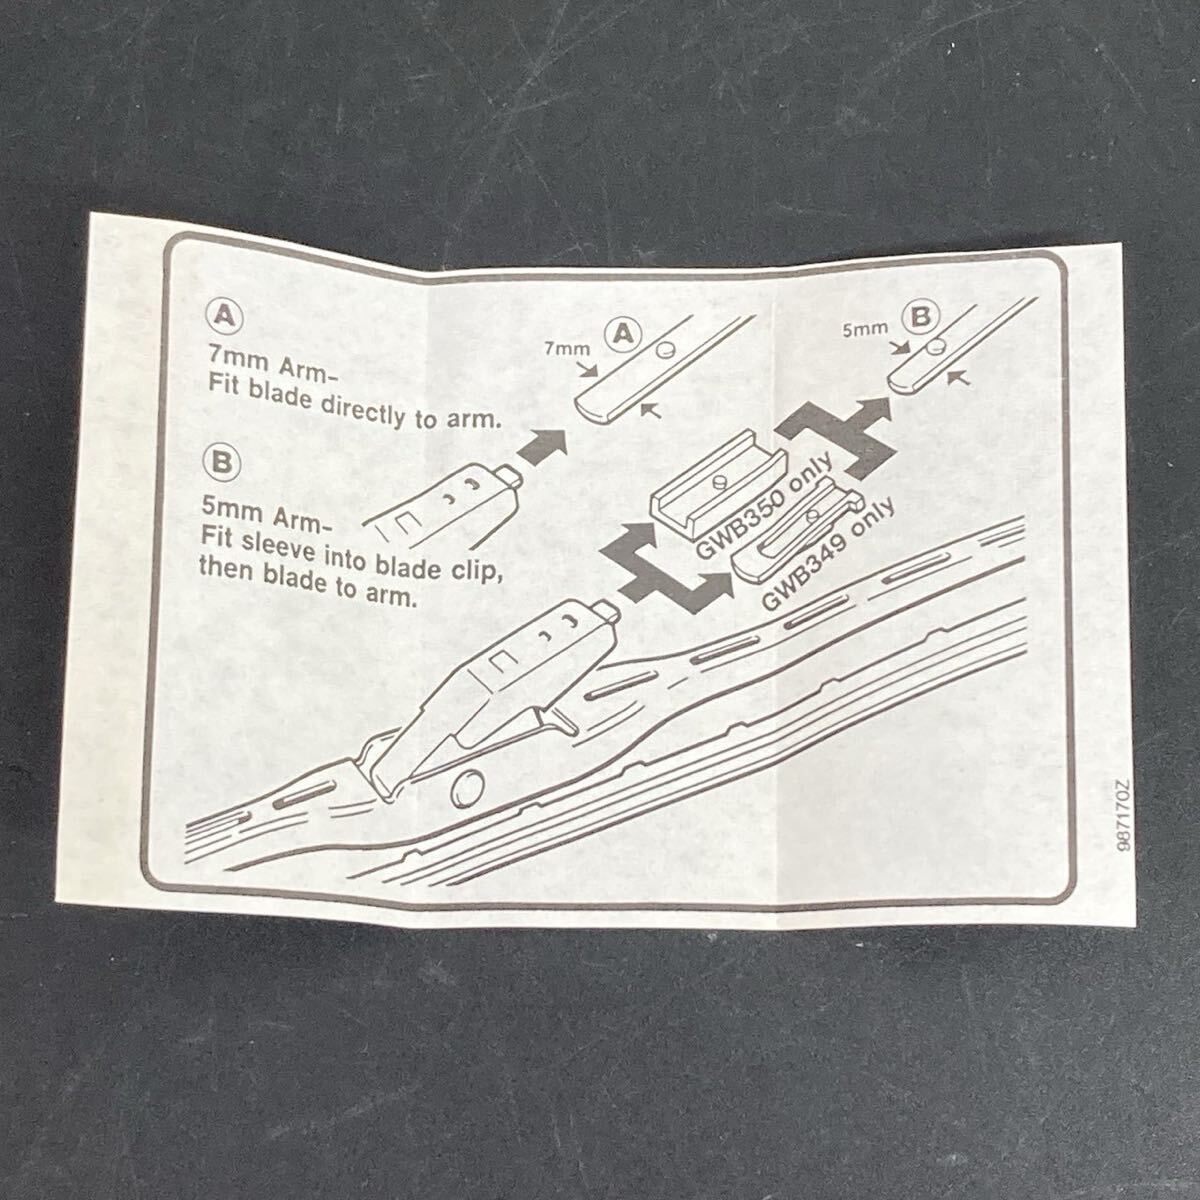 A
7mm Arm-
Fit blade directly to arm.
B
5mm Arm-
Fit sleeve into blade clip,
then blade to arm.
7mm
A
5mm
B
GWB350 only
GWB349 only
987170Z